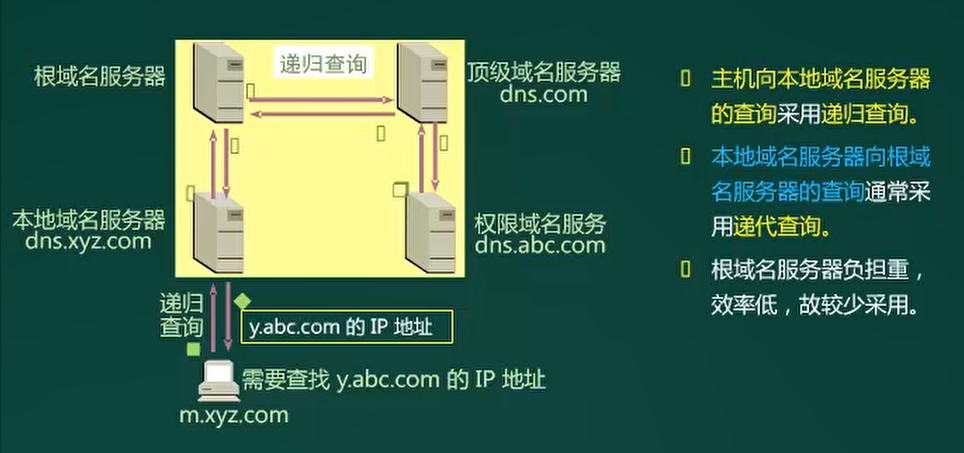 递归查询
根域名服务器
顶级域名服务器
dns.com
本地域名服务器
dns.xyz.com
权限域名服务
dns.abc.com
递归
查询
y.abc.com 的 IP 地址
需要查找 y.abc.com 的 IP 地址
m.xyz.com
主机向本地域名服务器
的查询采用递归查询。
本地域名服务器向根域
名服务器的查询通常采
用递代查询。
根域名服务器负担重，
效率低，故较少采用。